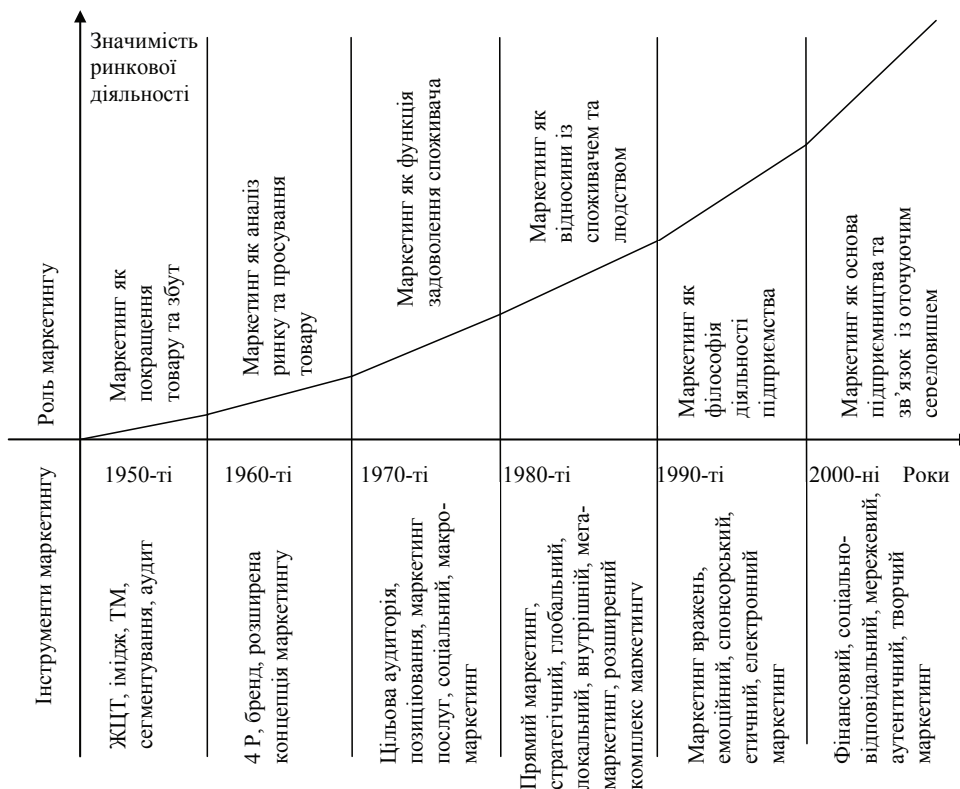 Значимість
ринкової
діяльності
Роль маркетингу
Маркетинг як
покращення
товару та збут
Маркетинг як аналіз
ринку та просування
товару
Маркетинг як функція
задоволення споживача
Маркетинг як
відносини із
споживачем та
людством
Маркетинг як
філософія
діяльності
підприємства
Маркетинг як основа
підприємництва та
зв’язок із оточуючим
середовишем
1950-ті
1960-ті
1970-ті
1980-ті
1990-ті
2000-ні
Роки
Інструменти маркетингу
ЖЦТ, імідж, ТМ,
сегментування, аудит
4 Р, бренд, розширена
концепція маркетингу
Цільова аудиторія,
позиціювання, маркетинг
послуг, соціальний, макро-
маркетинг
Прямий маркетинг,
стратегічний, глобальний,
локальний, внутрішній, мега-
маркетинг, розширений
комплекс маркетингу
Маркетинг вражень,
емоційний, спонсорський,
етичний, електронний
маркетинг
Фінансовий, соціально-
відповідальний, мережевий,
аутентичний, творчий
маркетинг